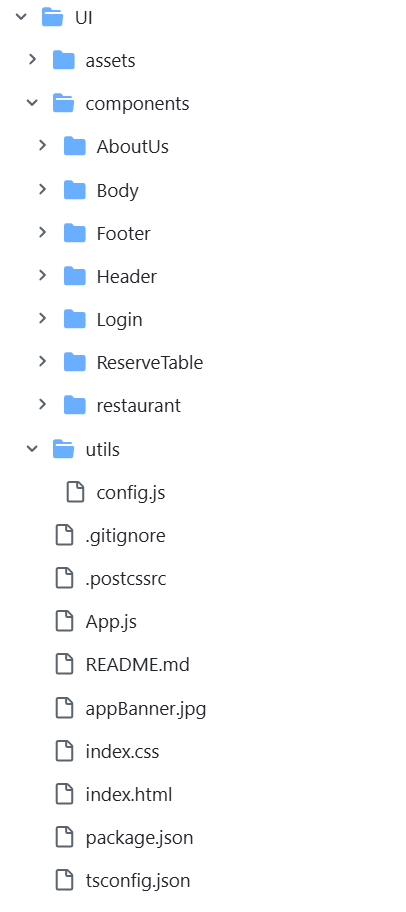 UI
assets
components
AboutUs
Body
Footer
Header
Login
ReserveTable
restaurant
utils
config.js
.gitignore
.postcssrc
App.js
README.md
appBanner.jpg
index.css
index.html
package.json
tsconfig.json